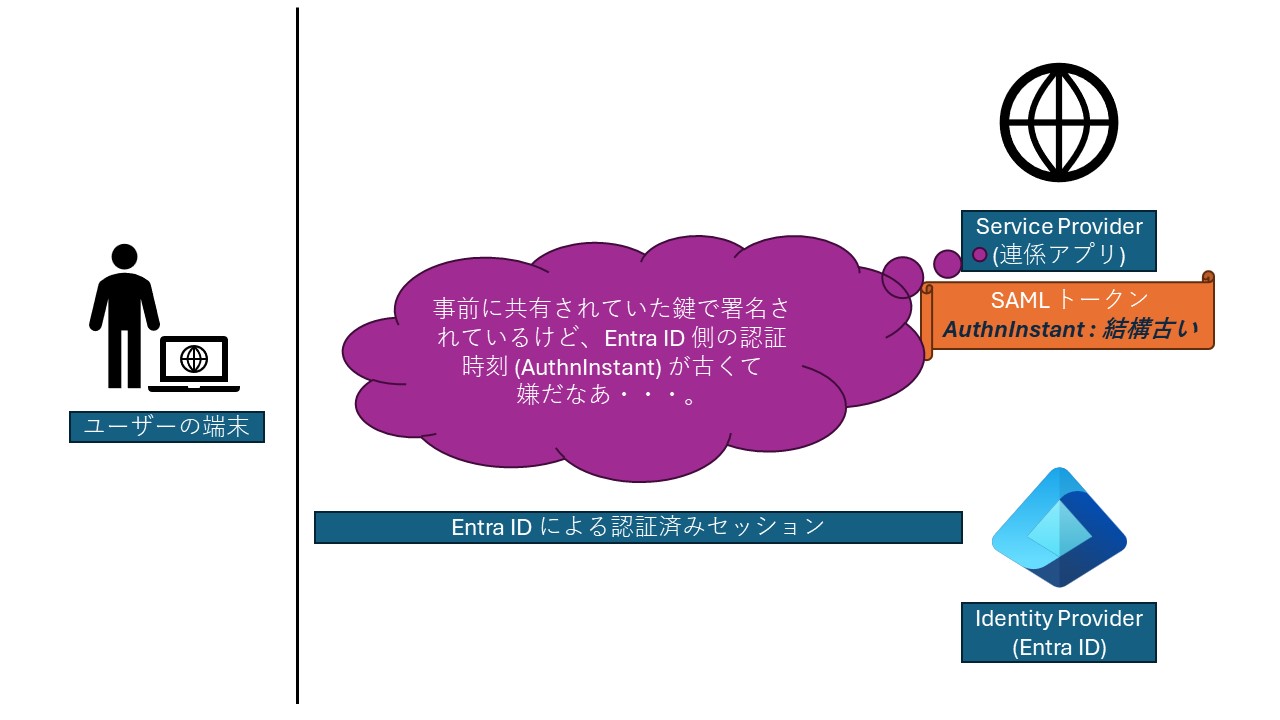 Service Provider
(連係アプリ)
SAML トークン
AuthnInstant : 結構古い
事前に共有されていた鍵で署名さ
れているけど、Entra ID 側の認証
時刻 (AuthnInstant) が古くて
嫌だなあ・・・。
ユーザーの端末
Entra ID による認証済みセッション
Identity Provider
(Entra ID)